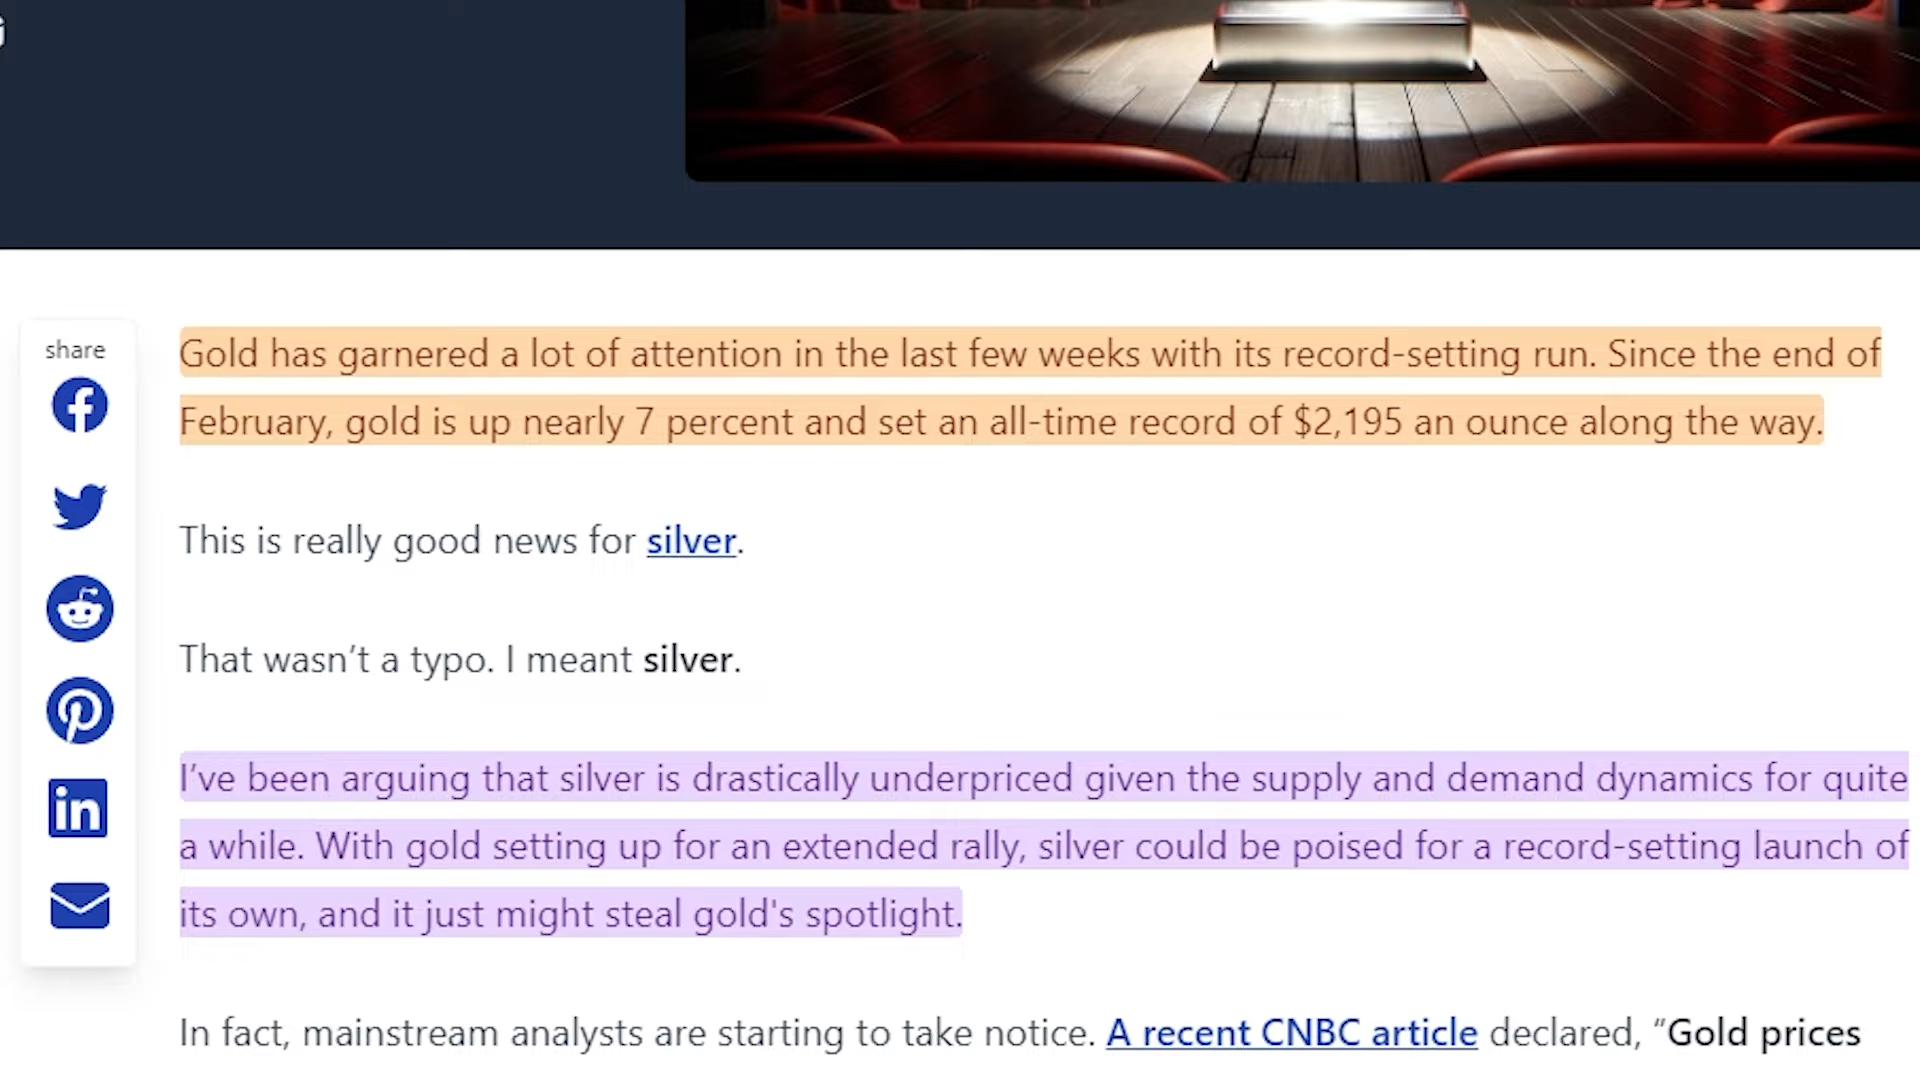 share
Gold has garnered a lot of attention in the last few weeks with its record-setting run. Since the end of
February, gold is up nearly 7 percent and set an all-time record of $2,195 an ounce along the way.
This is really good news for silver.
That wasn’t a typo. I meant silver.
I’ve been arguing that silver is drastically underpriced given the supply and demand dynamics for quite
a while. With gold setting up for an extended rally, silver could be poised for a record-setting launch of
its own, and it just might steal gold's spotlight.
In fact, mainstream analysts are starting to take notice. A recent CNBC article declared, “Gold prices